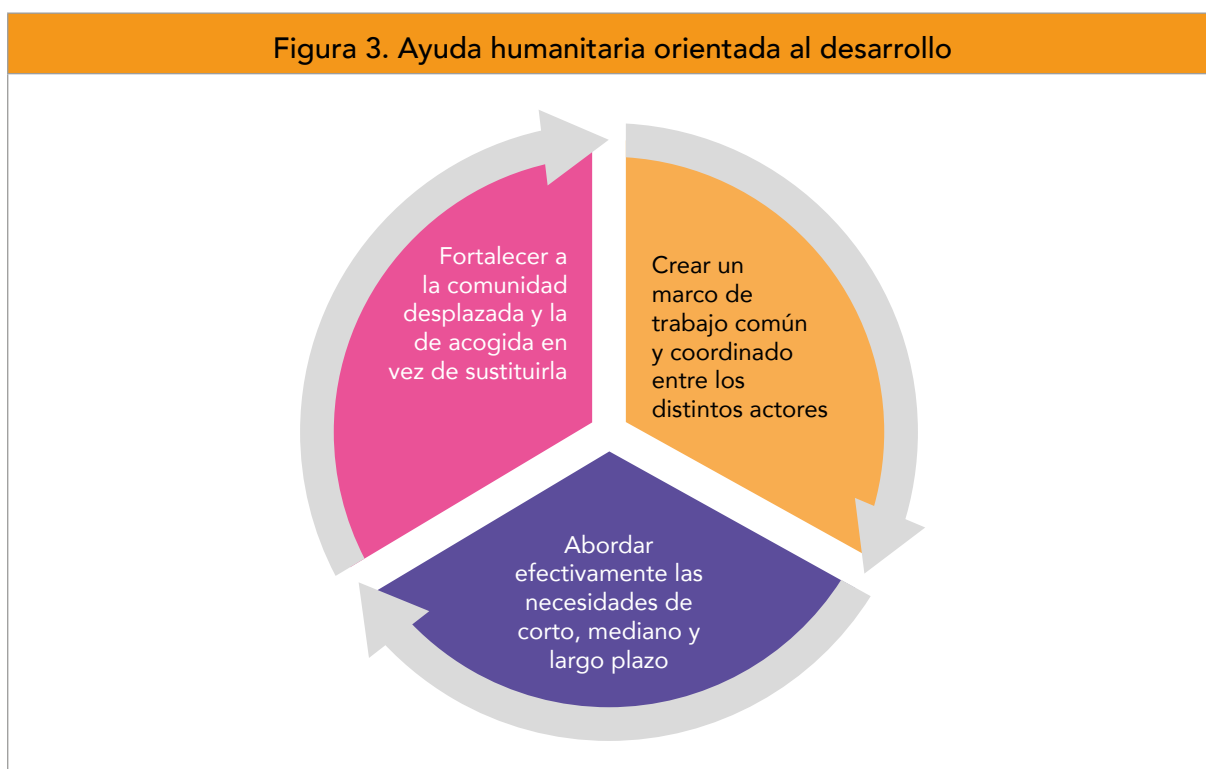 Figura 3. Ayuda humanitaria orientada al desarrollo
Fortalecer a
la comunidad
desplazada y la
de acogida en
vez de sustituirla
Crear un
marco de
trabajo común
y coordinado
entre los
distintos actores
Abordar
efectivamente las
necesidades de
corto, mediano y
largo plazo